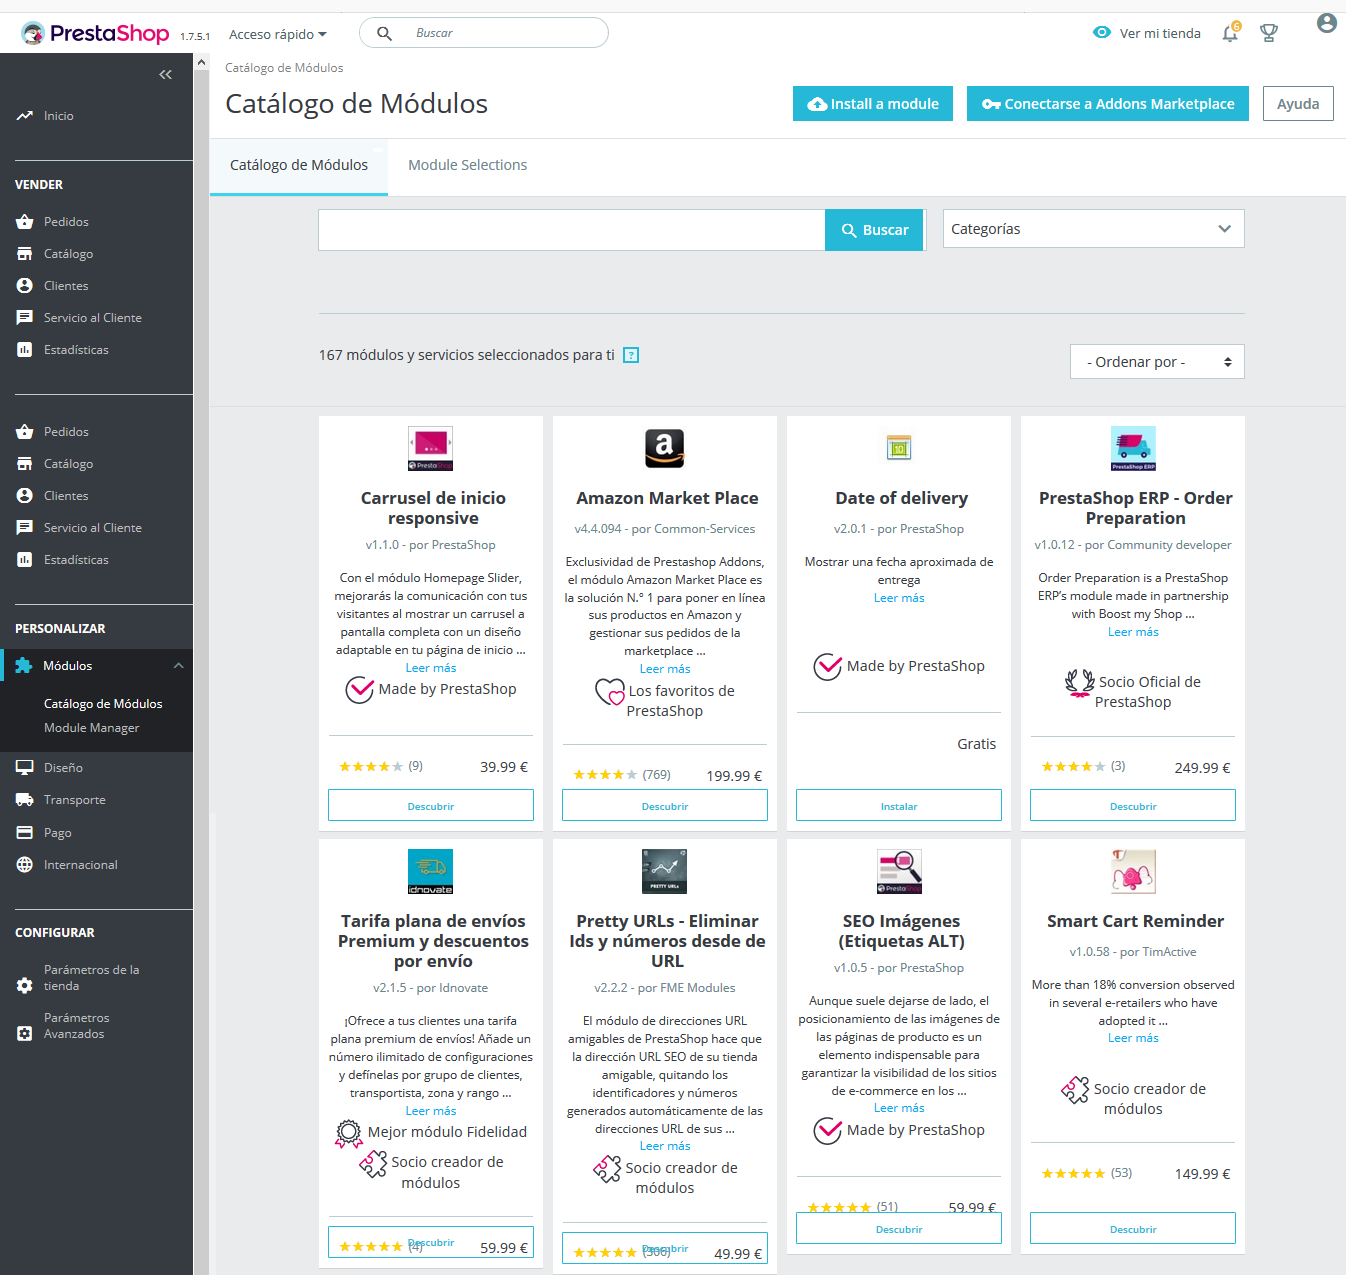 PrestaShop 1.7.5.1 Acceso rápido Buscar Ver mi tienda 6
Inicio
VENDER
Pedidos
Catálogo
Clientes
Servicio al Cliente
Estadísticas
Pedidos
Catálogo
Clientes
Servicio al Cliente
Estadísticas
PERSONALIZAR
Módulos
Catálogo de Módulos
Module Manager
Diseño
Transporte
Pago
Internacional
CONFIGURAR
Parámetros de la
tienda
Parámetros
Avanzados
Catálogo de Módulos
Catálogo de Módulos
Install a module
Conectarse a Addons Marketplace
Ayuda
Catálogo de Módulos
Module Selections
Buscar
Categorías
167 módulos y servicios seleccionados para ti ?
- Ordenar por -
PrestaShop
Carrusel de inicio
responsive
v1.1.0 - por PrestaShop
Con el módulo Homepage Slider,
mejorarás la comunicación con tus
visitantes al mostrar un carrusel a
pantalla completa con un diseño
adaptable en tu página de inicio ...
Leer más
Made by PrestaShop
(9)
39.99 €
Descubrir
a
Amazon Market Place
v4.4.094 - por Common-Services
Exclusividad de Prestashop Addons,
el módulo Amazon Market Place es
la solución N.° 1 para poner en línea
sus productos en Amazon y
gestionar sus pedidos de la
marketplace ...
Leer más
Los favoritos de
PrestaShop
(769)
199.99 €
Descubrir
Date of delivery
v2.0.1 - por PrestaShop
Mostrar una fecha aproximada de
entrega
Leer más
Made by PrestaShop
Gratis
Instalar
PrestaShop ERP
PrestaShop ERP - Order
Preparation
v1.0.12 - por Community developer
Order Preparation is a PrestaShop
ERP's module made in partnership
with Boost my Shop ...
Leer más
Socio Oficial de
PrestaShop
(3)
249.99 €
Descubrir
idnovate
Tarifa plana de envíos
Premium y descuentos
por envío
v2.1.5 - por Idnovate
¡Ofrece a tus clientes una tarifa
plana premium de envíos! Añade un
número ilimitado de configuraciones
y defínelas por grupo de clientes,
transportista, zona y rango ...
Leer más
Mejor módulo Fidelidad
Socio creador de
módulos
(4)
59.99 €
Descubrir
PRETTY URLs
Pretty URLs - Eliminar
Ids y números desde de
URL
v2.2.2 - por FME Modules
El módulo de direcciones URL
amigables de PrestaShop hace que
la dirección URL SEO de su tienda
amigable, quitando los
identificadores y números
generados automáticamente de las
direcciones URL de sus ...
Leer más
Socio creador de
módulos
49.99 €
Descubrir
PrestaShop
SEO Imágenes
(Etiquetas ALT)
v1.0.5 - por PrestaShop
Aunque suele dejarse de lado, el
posicionamiento de las imágenes de
las páginas de producto es un
elemento indispensable para
garantizar la visibilidad de los sitios
de e-commerce en los ...
Leer más
Made by PrestaShop
(51)
59.99 €
Descubrir
Smart Cart Reminder
v1.0.58 - por TimActive
More than 18% conversion observed
in several e-retailers who have
adopted it ...
Leer más
Socio creador de
módulos
(53)
149.99 €
Descubrir